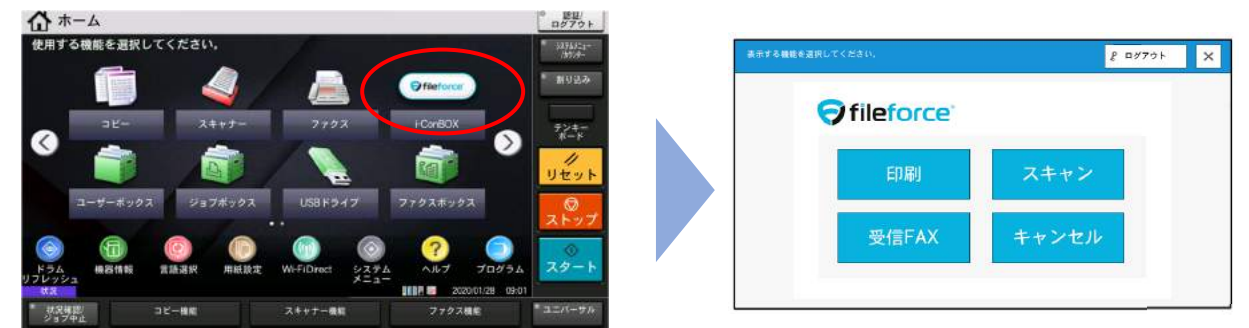 ホーム
認証/
ログアウト
使用する機能を選択してください。
システムメニュー
/カウンター
割り込み
fileforce
コピー
スキャナー
ファクス
i-ConBOX
テンキー
ボード
リセット
ユーザーボックス
ジョブボックス
USBドライブ
ファクスボックス
ストップ
ドラム
リフレッシュ
機器情報
言語選択
用紙設定
Wi-FiDirect
システム
メニュー
ヘルプ
プログラム
スタート
状況
2020/01/28 09:01
状況確認/
ジョブ中止
コピー機能
スキャナー機能
ファクス機能
ユニバーサル
表示する機能を選択してください。
ログアウト
fileforce
印刷
スキャン
受信FAX
キャンセル